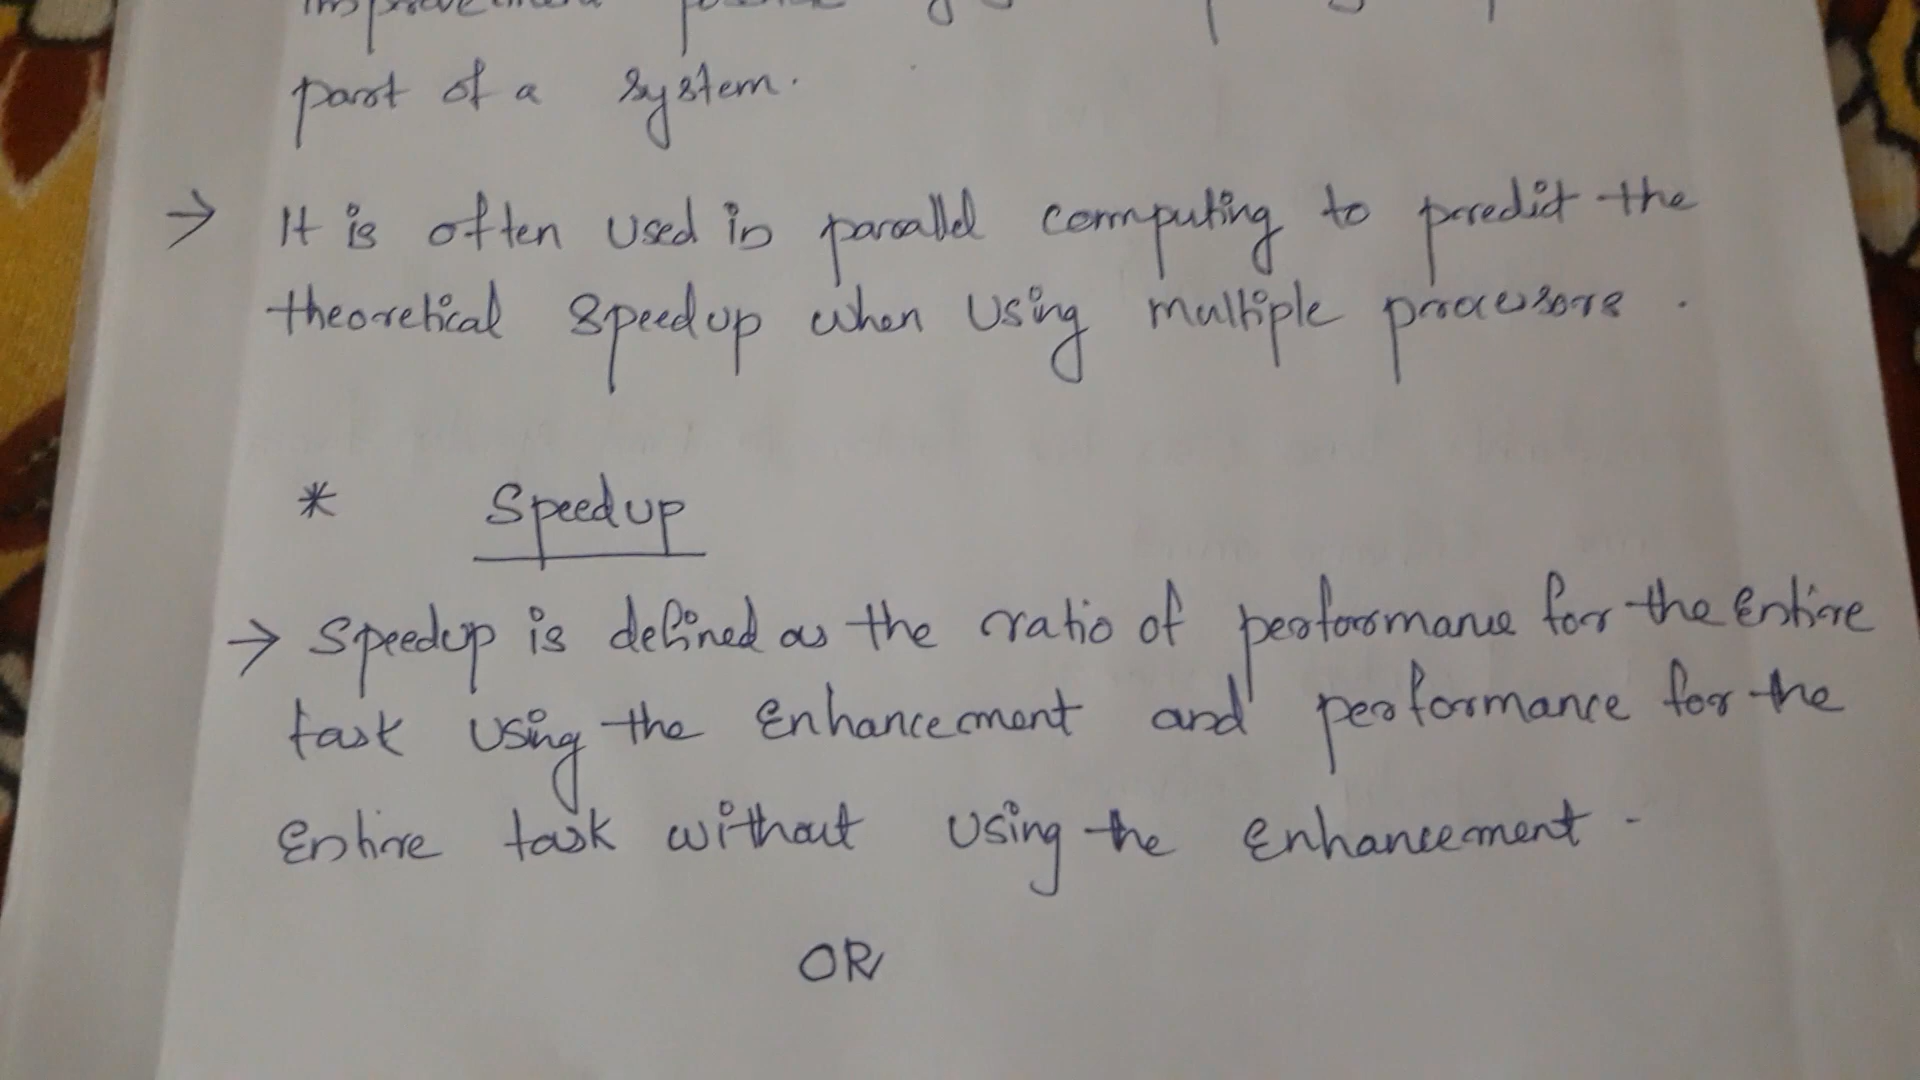 part of a system.
→ It is often used in parallel computing to predict the
theoretical speedup when using multiple processors.
* Speedup
→ Speedup is defined as the ratio of performance for the entire
task using the enhancement and performance for the
entire task without using the enhancement.
OR